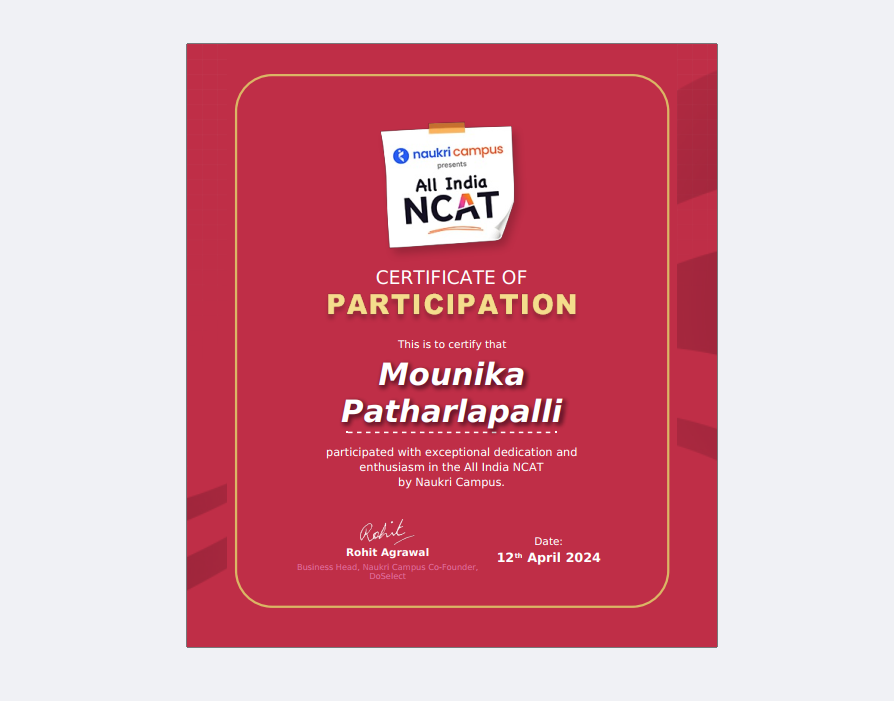 naukri campus
presents
All India
NCAT
CERTIFICATE OF
PARTICIPATION
This is to certify that
Mounika
Patharlapalli
participated with exceptional dedication and
enthusiasm in the All India NCAT
by Naukri Campus.
Rohit
Rohit Agrawal
Business Head, Naukri Campus Co-Founder,
DoSelect
Date:
12th April 2024